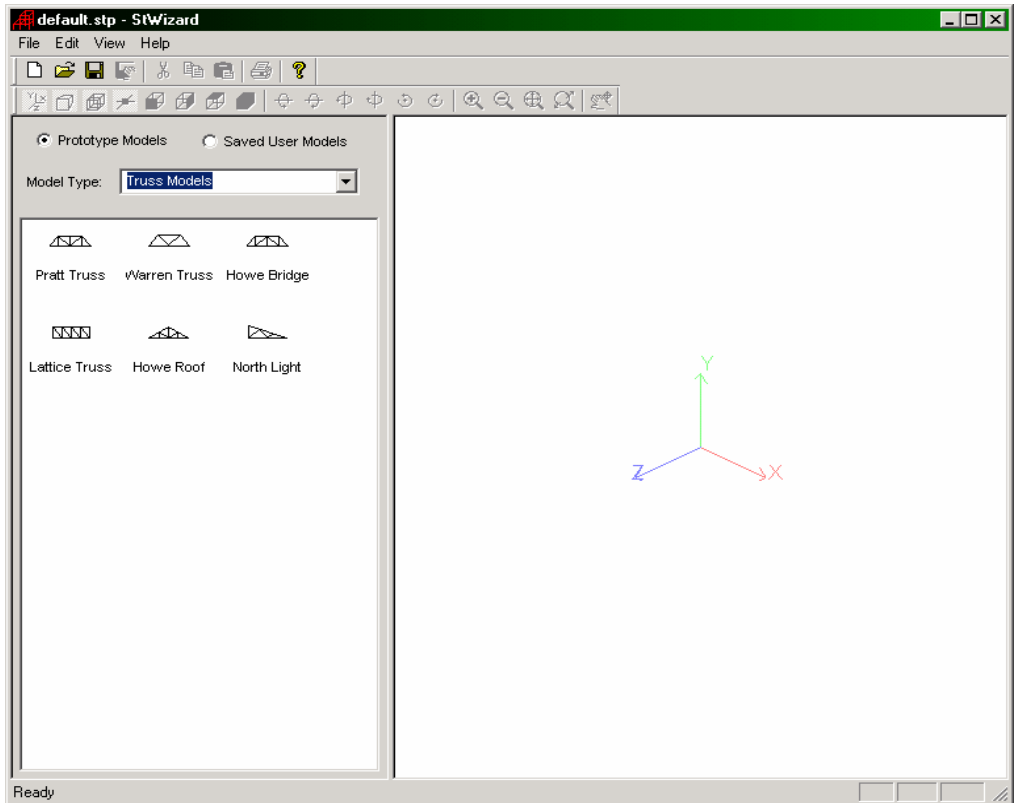 default.stp - StWizard
File Edit View Help
Prototype Models Saved User Models
Model Type: Truss Models
Pratt Truss Warren Truss Howe Bridge
Lattice Truss Howe Roof North Light
Y
Z X
Ready